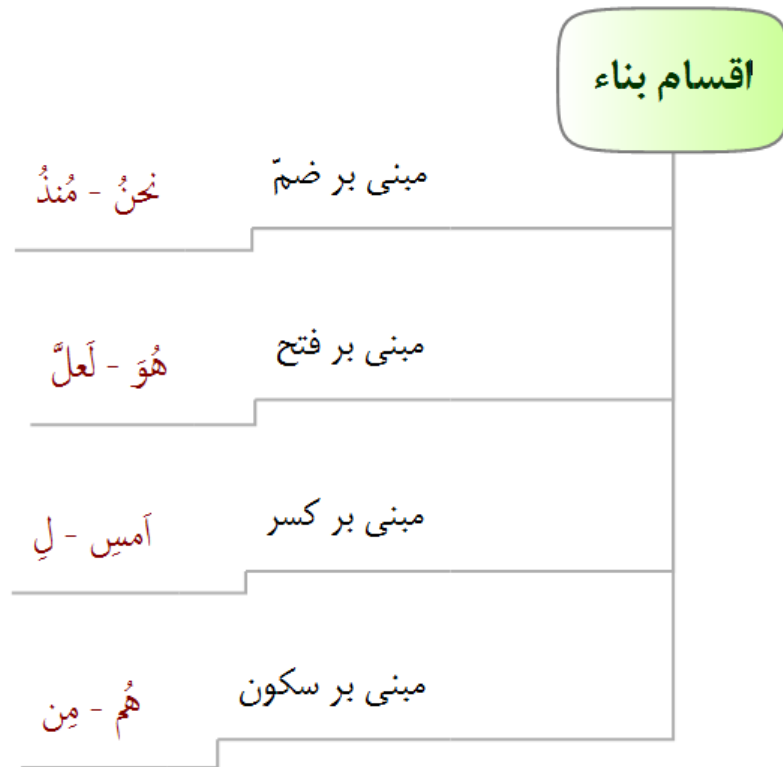 اقسام بناء
مبنی بر ضمّ
نحنُ - مُنذُ
مبنی بر فتح
هُوَ - لَعلَّ
مبنی بر کسر
اَمسِ - لِ
مبنی بر سکون
هُم - مِن